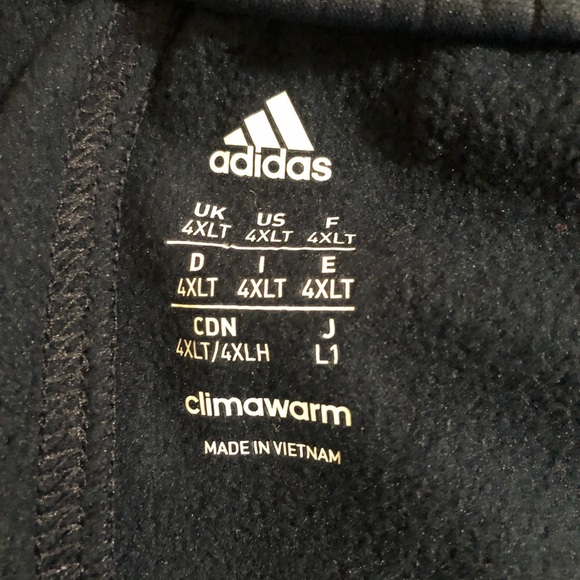 adidas
UK US F
4XLT 4XLT 4XLT
D I E
4XLT 4XLT 4XLT
CDN J
4XLT/4XLH L1
climawarm
MADE IN VIETNAM